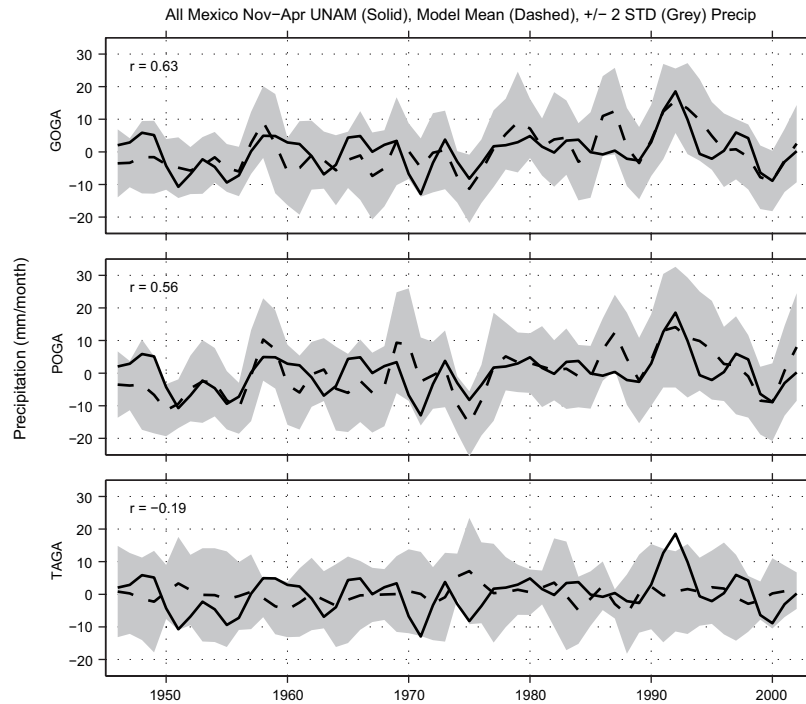 All Mexico Nov−Apr UNAM (Solid), Model Mean (Dashed), +/− 2 STD (Grey) Precip
Precipitation (mm/month)
GOGA
r = 0.63
30
20
10
0
−10
−20
POGA
r = 0.56
30
20
10
0
−10
−20
TAGA
r = −0.19
30
20
10
0
−10
−20
1950 1960 1970 1980 1990 2000